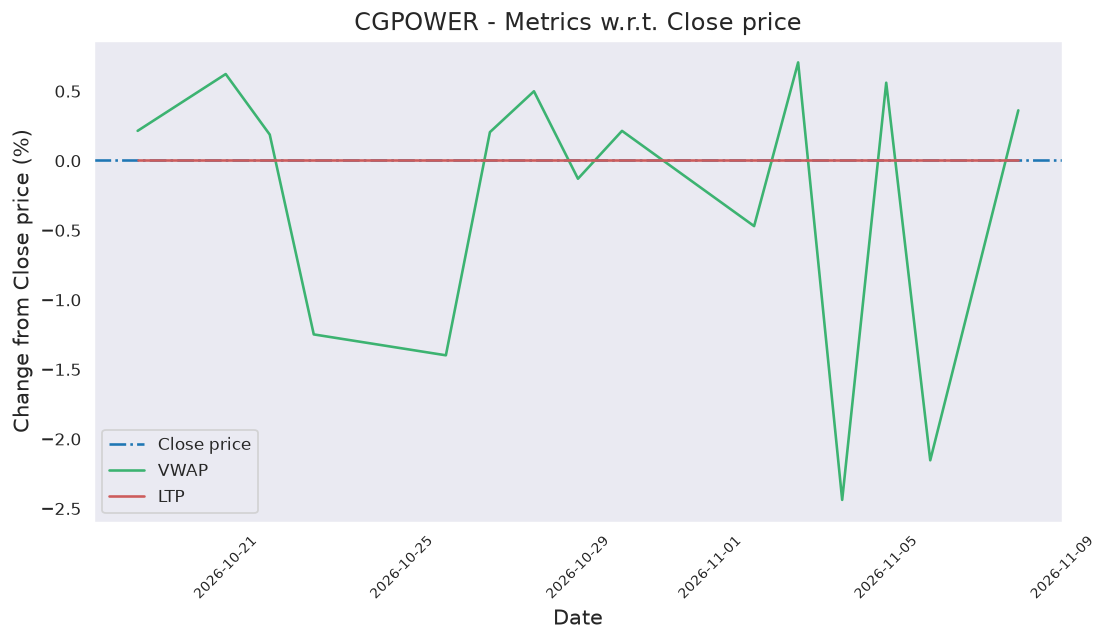 CGPOWER - Metrics w.r.t. Close price
Change from Close price (%)
0.5
0.0
−0.5
−1.0
−1.5
−2.0
−2.5
Close price
VWAP
LTP
2026-10-21
2026-10-25
2026-10-29
2026-11-01
2026-11-05
2026-11-09
Date